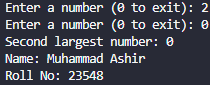 Enter a number (0 to exit): 2
Enter a number (0 to exit): 0
Second largest number: 0
Name: Muhammad Ashir
Roll No: 23548